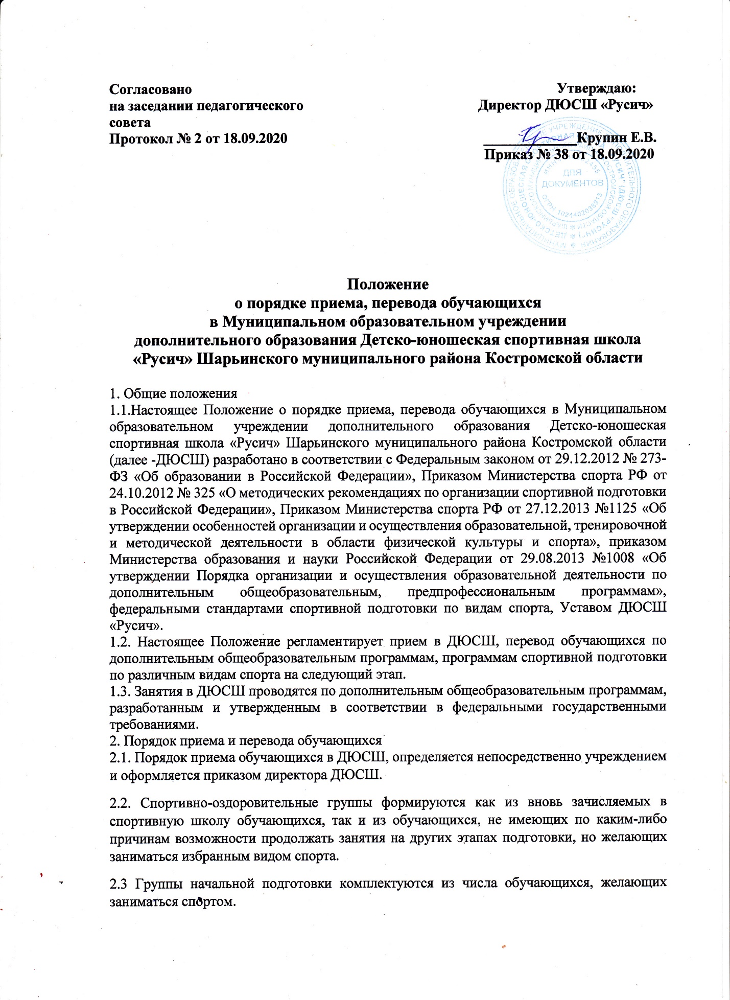 Согласовано
на заседании педагогического
совета
Протокол № 2 от 18.09.2020
Утверждаю:
Директор ДЮСШ «Русич»
_____________Крупин Е.В.
Приказ № 38 от 18.09.2020
ДЛЯ
ДОКУМЕНТОВ
ОГРН 1024402038913
Положение
о порядке приема, перевода обучающихся
в Муниципальном образовательном учреждении
дополнительного образования Детско-юношеская спортивная школа
«Русич» Шарьинского муниципального района Костромской области
1. Общие положения
1.1.Настоящее Положение о порядке приема, перевода обучающихся в Муниципальном
образовательном учреждении дополнительного образования Детско-юношеская
спортивная школа «Русич» Шарьинского муниципального района Костромской области
(далее -ДЮСШ) разработано в соответствии с Федеральным законом от 29.12.2012 № 273-
ФЗ «Об образовании в Российской Федерации», Приказом Министерства спорта РФ от
24.10.2012 № 325 «О методических рекомендациях по организации спортивной подготовки
в Российской Федерации», Приказом Министерства спорта РФ от 27.12.2013 №1125 «Об
утверждении особенностей организации и осуществления образовательной, тренировочной
и методической деятельности в области физической культуры и спорта», приказом
Министерства образования и науки Российской Федерации от 29.08.2013 №1008 «Об
утверждении Порядка организации и осуществления образовательной деятельности по
дополнительным общеобразовательным, предпрофессиональным программам»,
федеральными стандартами спортивной подготовки по видам спорта, Уставом ДЮСШ
«Русич».
1.2. Настоящее Положение регламентирует прием в ДЮСШ, перевод обучающихся по
дополнительным общеобразовательным программам, программам спортивной подготовки
по различным видам спорта на следующий этап.
1.3. Занятия в ДЮСШ проводятся по дополнительным общеобразовательным программам,
разработанным и утвержденным в соответствии в федеральными государственными
требованиями.
2. Порядок приема и перевода обучающихся
2.1. Порядок приема обучающихся в ДЮСШ, определяется непосредственно учреждением
и оформляется приказом директора ДЮСШ.
2.2. Спортивно-оздоровительные группы формируются как из вновь зачисляемых в
спортивную школу обучающихся, так и из обучающихся, не имеющих по каким-либо
причинам возможности продолжать занятия на других этапах подготовки, но желающих
заниматься избранным видом спорта.
2.3 Группы начальной подготовки комплектуются из числа обучающихся, желающих
заниматься спортом.